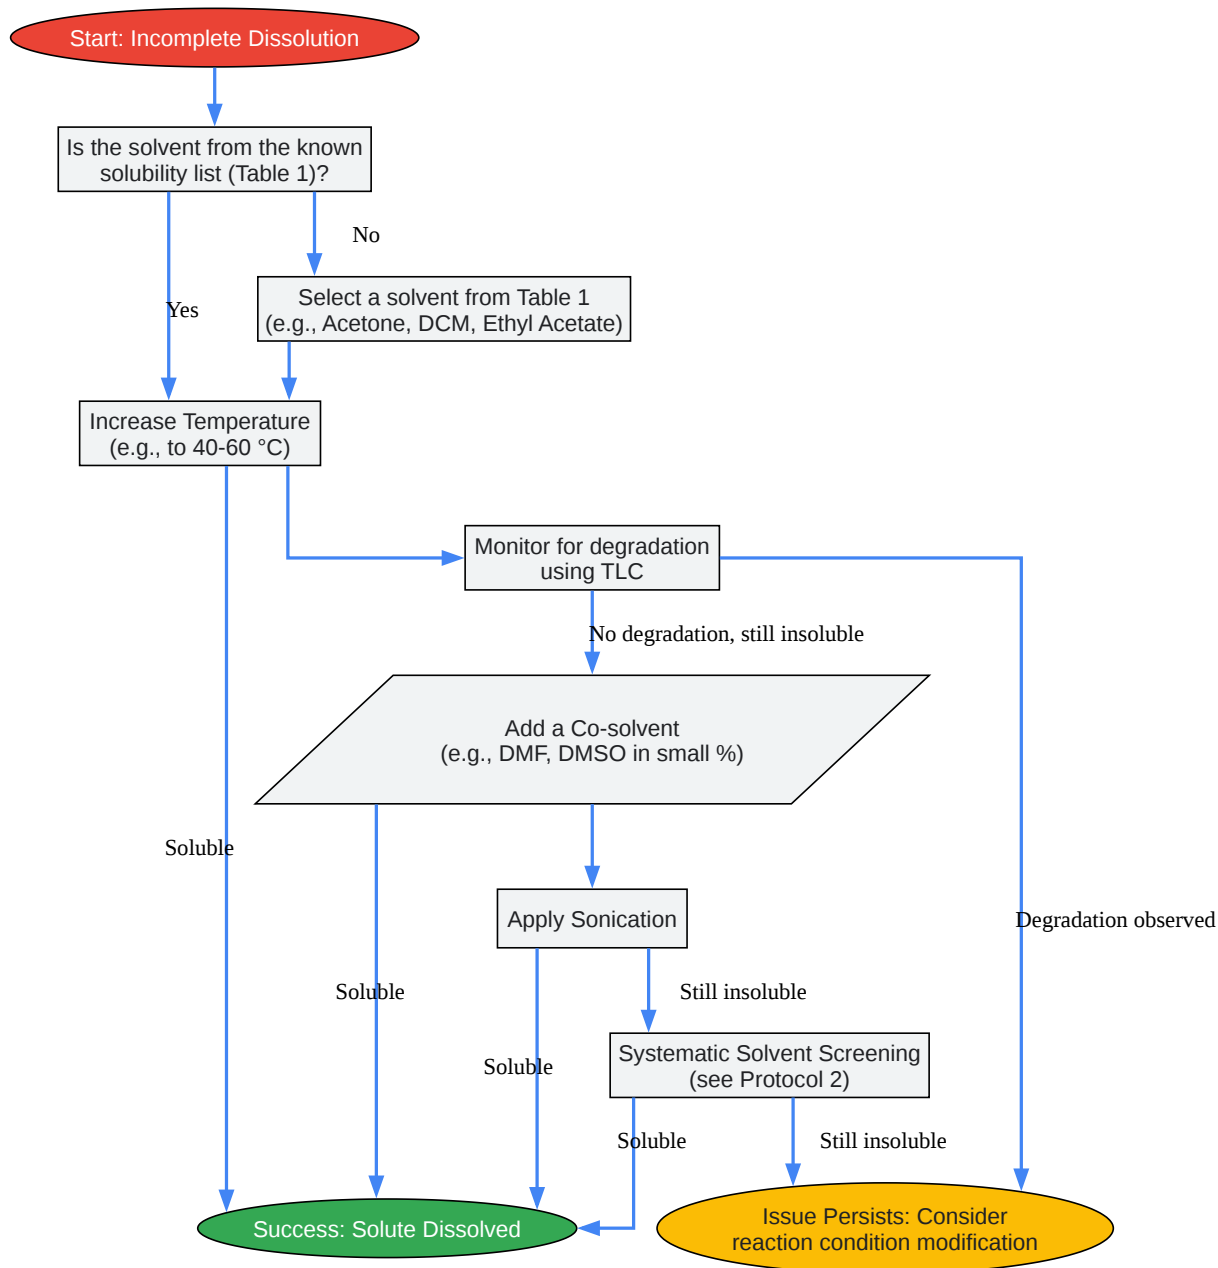 Start: Incomplete Dissolution
Is the solvent from the known
solubility list (Table 1)?
No
Yes
Select a solvent from Table 1
(e.g., Acetone, DCM, Ethyl Acetate)
Increase Temperature
(e.g., to 40-60 °C)
Monitor for degradation
using TLC
No degradation, still insoluble
Add a Co-solvent
(e.g., DMF, DMSO in small %)
Soluble
Apply Sonication
Degradation observed
Soluble
Still insoluble
Soluble
Systematic Solvent Screening
(see Protocol 2)
Soluble
Still insoluble
Success: Solute Dissolved
Issue Persists: Consider
reaction condition modification